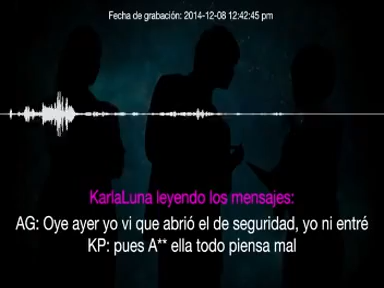 Fecha de grabación: 2014-12-08 12:42:45 pm
KarlaLuna leyendo los mensajes:
AG: Oye ayer yo vi que abrió el de seguridad, yo ni entré
KP: pues A** ella todo piensa mal